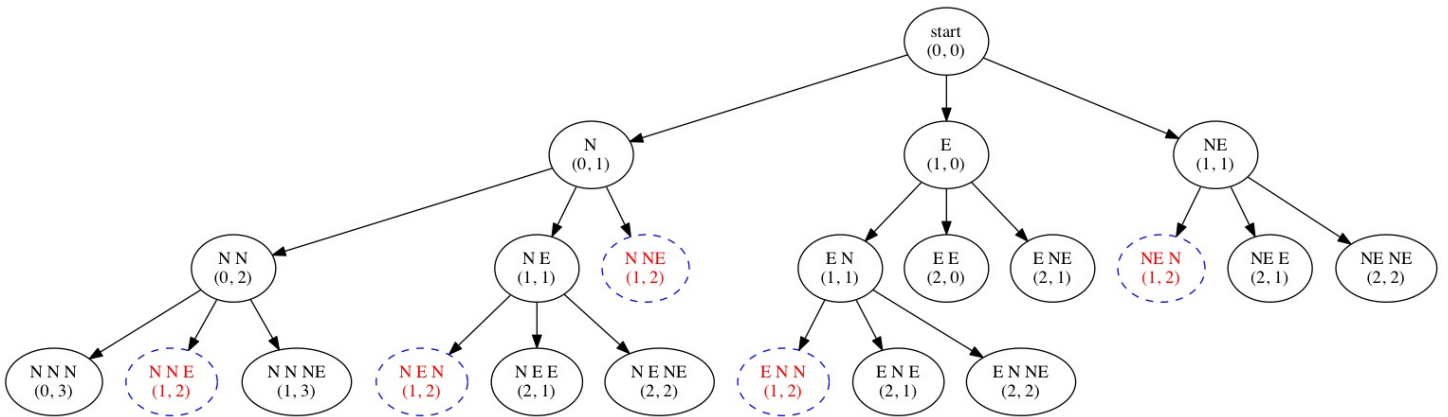 start
(0, 0)
N
(0, 1)
E
(1, 0)
NE
(1, 1)
N N
(0, 2)
N E
(1, 1)
N NE
(1, 2)
E N
(1, 1)
E E
(2, 0)
E NE
(2, 1)
NE N
(1, 2)
NE E
(2, 1)
NE NE
(2, 2)
N N N
(0, 3)
N N E
(1, 2)
N N NE
(1, 3)
N E N
(1, 2)
N E E
(2, 1)
N E NE
(2, 2)
E N N
(1, 2)
E N E
(2, 1)
E N NE
(2, 2)